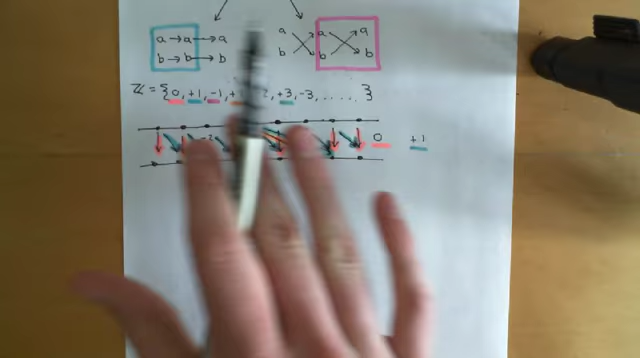 a → a → a a a a
b → b → b b b b
ℤ = {0, +1, -1, +3, -3, ......}
0 +1